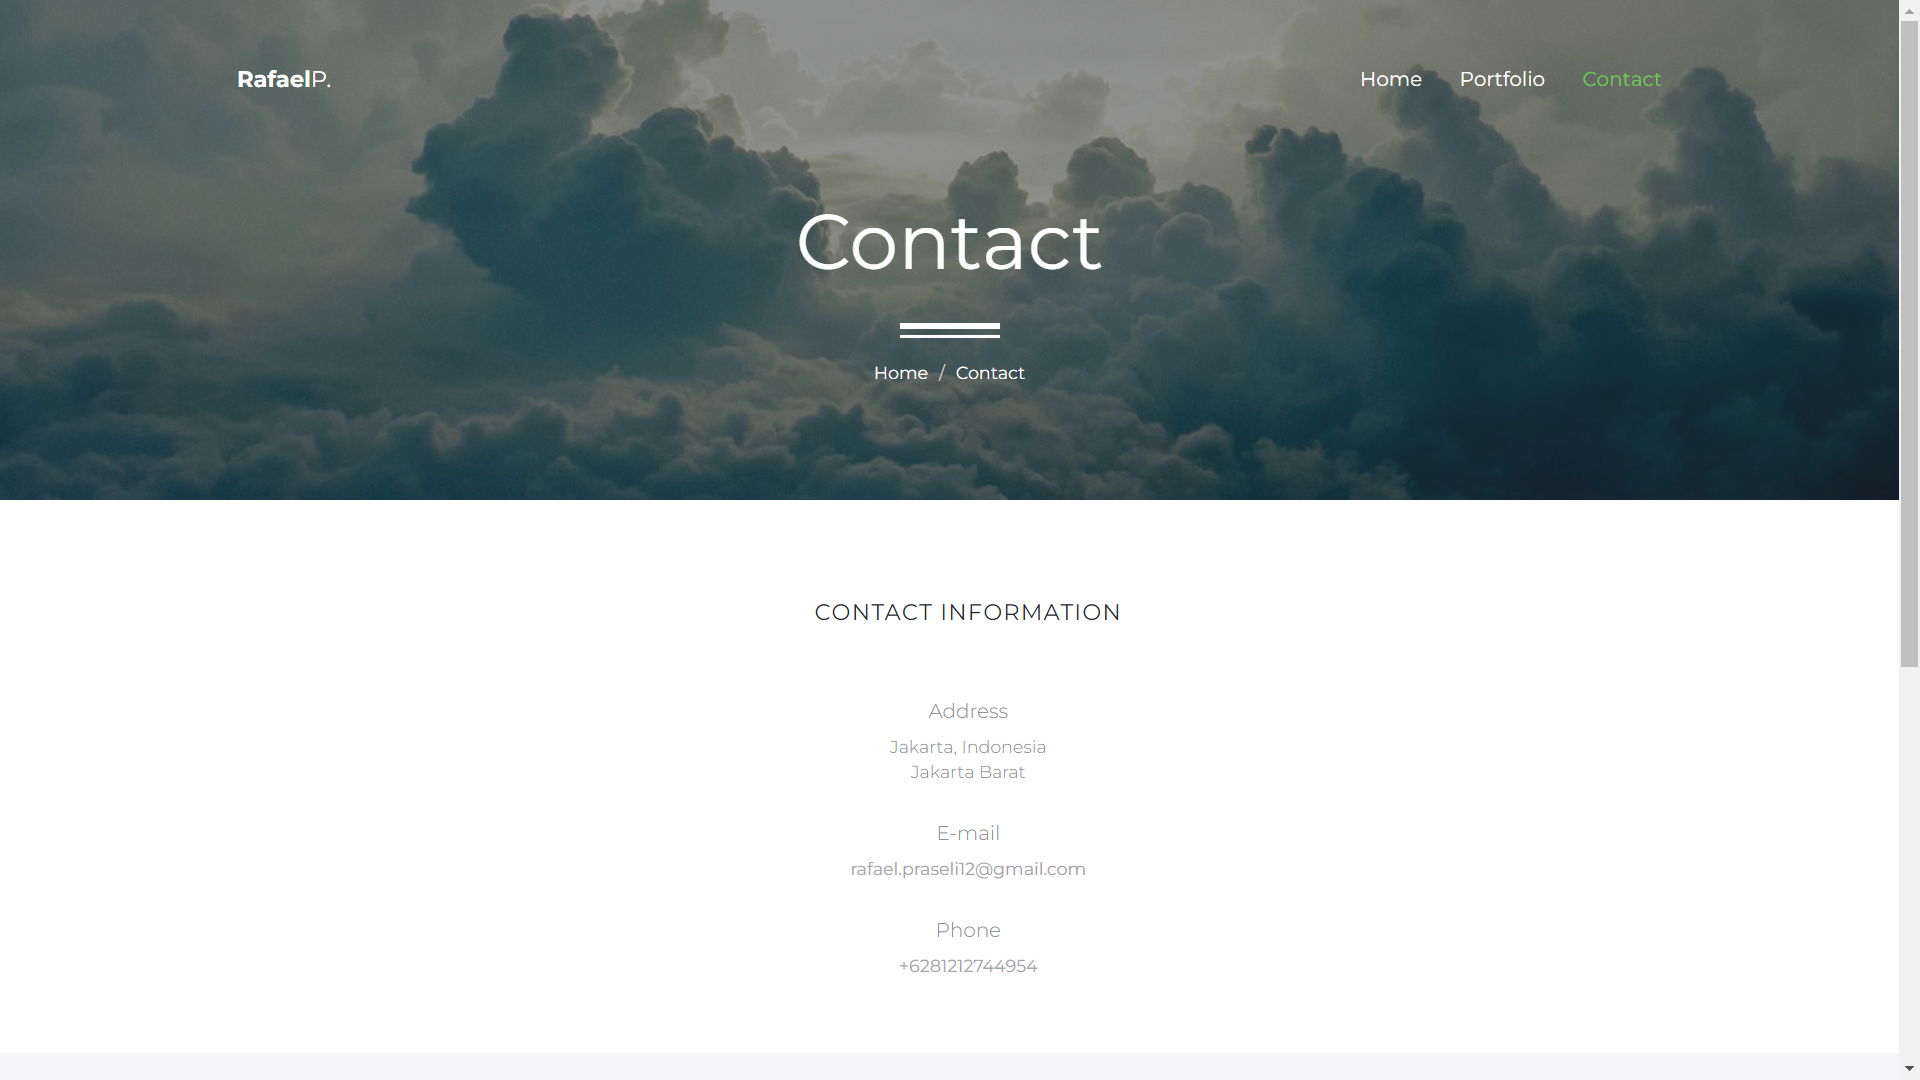 RafaelP.
Home Portfolio Contact
Contact
Home / Contact
CONTACT INFORMATION
Address
Jakarta, Indonesia
Jakarta Barat
E-mail
rafael.praseli12@gmail.com
Phone
+6281212744954